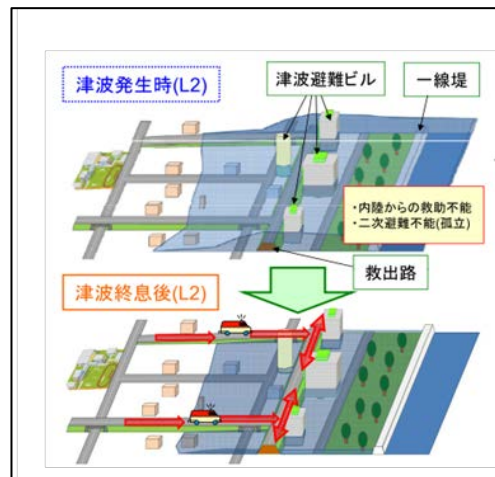 津波発生時(L2)
津波避難ビル
一線堤
・内陸からの救助不能
・二次避難不能(孤立)
救出路
津波終息後(L2)